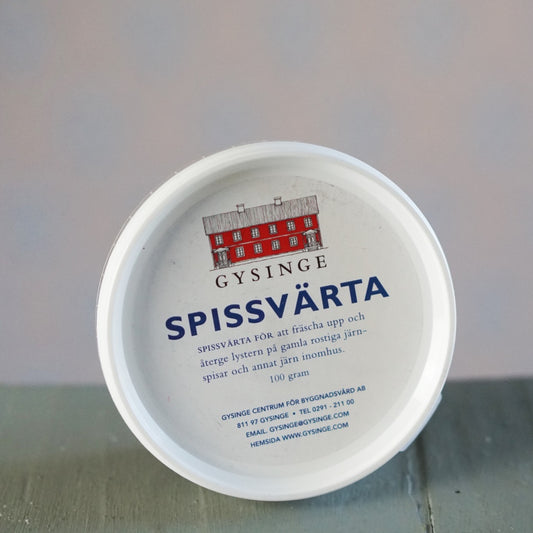 GYSINGE
SPISSVÄRTA
SPISSVÄRTA FÖR att fräscha upp och
återge lystern på gamla rostiga järn-
spisar och annat järn inomhus.
100 gram
GYSINGE CENTRUM FÖR BYGGNADSVÅRD AB
811 97 GYSINGE • TEL 0291 - 211 00
EMAIL. GYSINGE@GYSINGE.COM
HEMSIDA WWW.GYSINGE.COM